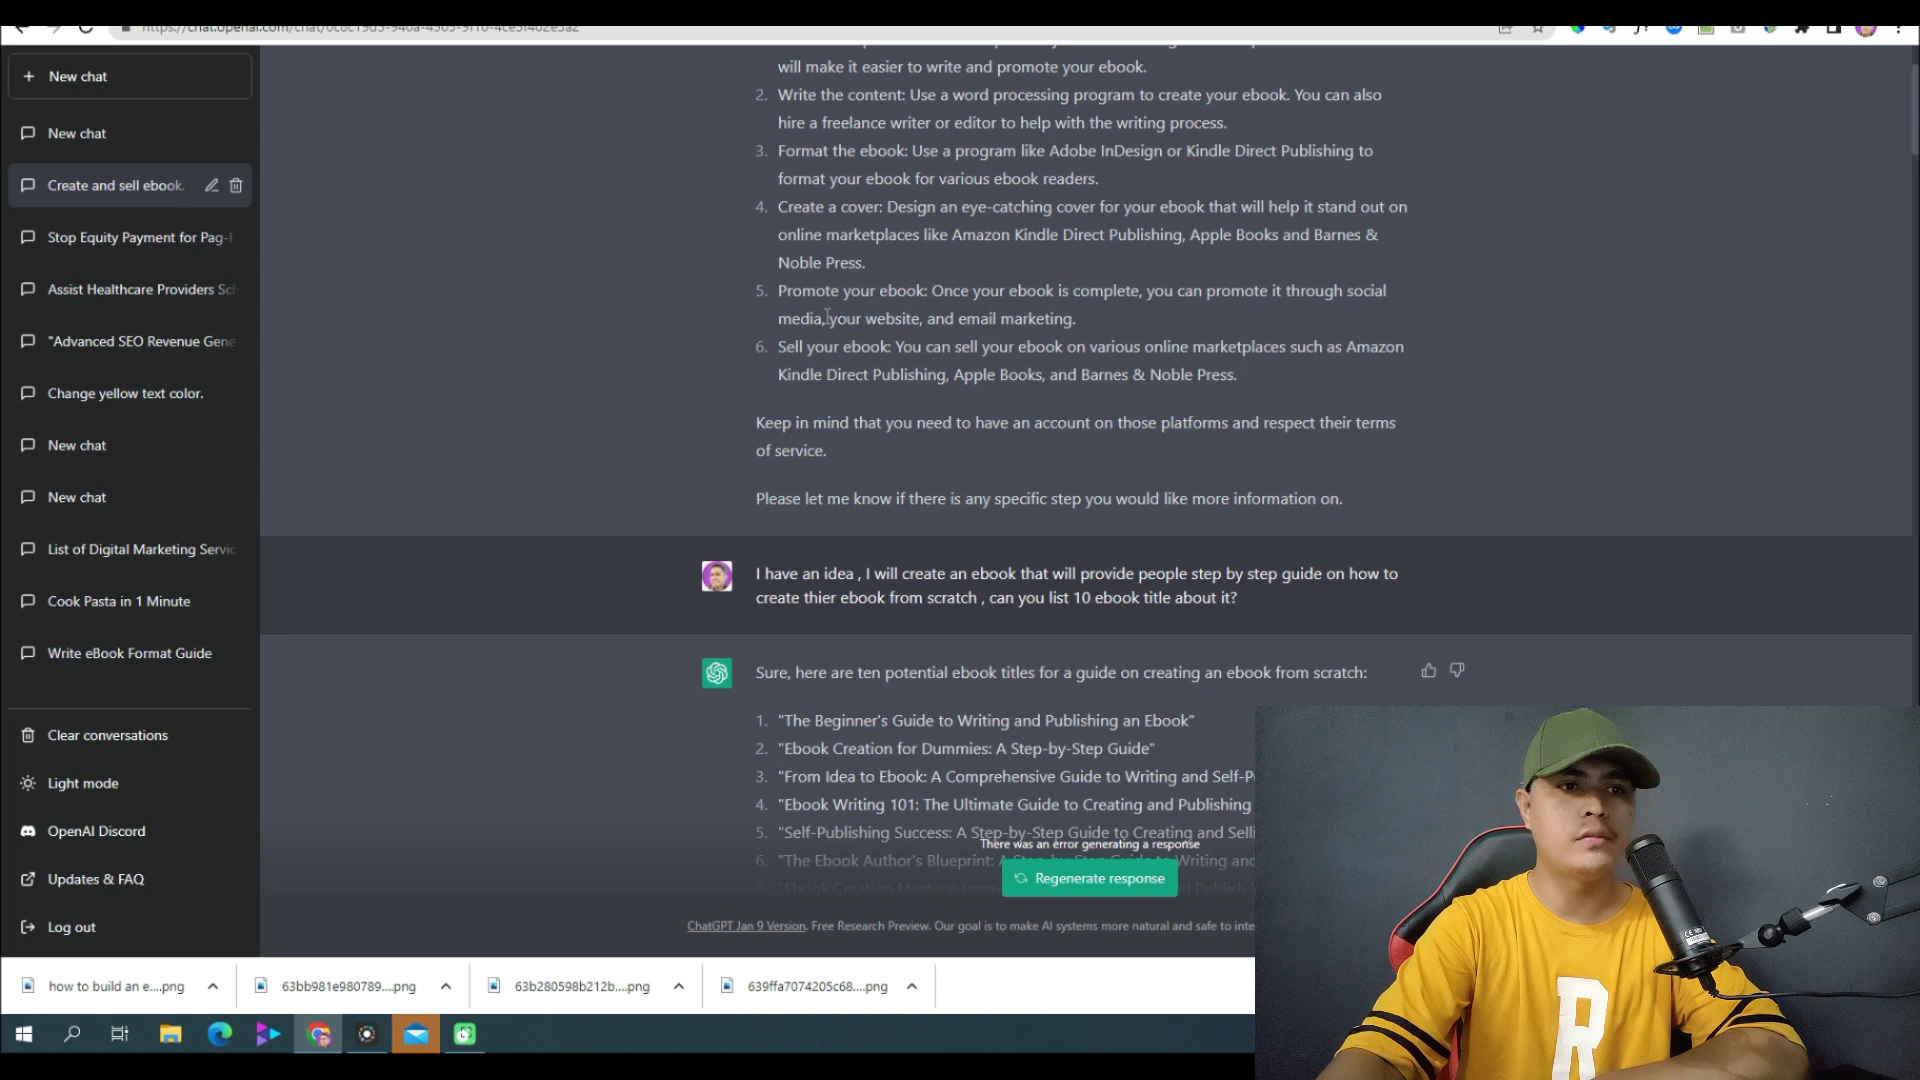 https://chat.openai.com/chat/
New chat
New chat
Create and sell ebook.
Stop Equity Payment for Pag-I
Assist Healthcare Providers Sch
"Advanced SEO Revenue Gene
Change yellow text color.
New chat
New chat
List of Digital Marketing Servic
Cook Pasta in 1 Minute
Write eBook Format Guide
Clear conversations
Light mode
OpenAI Discord
Updates & FAQ
Log out
will make it easier to write and promote your ebook.
2. Write the content: Use a word processing program to create your ebook. You can also
hire a freelance writer or editor to help with the writing process.
3. Format the ebook: Use a program like Adobe InDesign or Kindle Direct Publishing to
format your ebook for various ebook readers.
4. Create a cover: Design an eye-catching cover for your ebook that will help it stand out on
online marketplaces like Amazon Kindle Direct Publishing, Apple Books and Barnes &
Noble Press.
5. Promote your ebook: Once your ebook is complete, you can promote it through social
media, your website, and email marketing.
6. Sell your ebook: You can sell your ebook on various online marketplaces such as Amazon
Kindle Direct Publishing, Apple Books, and Barnes & Noble Press.
Keep in mind that you need to have an account on those platforms and respect their terms
of service.
Please let me know if there is any specific step you would like more information on.
I have an idea , I will create an ebook that will provide people step by step guide on how to
create thier ebook from scratch , can you list 10 ebook title about it?
Sure, here are ten potential ebook titles for a guide on creating an ebook from scratch:
1. "The Beginner's Guide to Writing and Publishing an Ebook"
2. "Ebook Creation for Dummies: A Step-by-Step Guide"
3. "From Idea to Ebook: A Comprehensive Guide to Writing and Self-P
4. "Ebook Writing 101: The Ultimate Guide to Creating and Publishing
5. "Self-Publishing Success: A Step-by-Step Guide to Creating and Selli
There was an error generating a response
6. "The Ebook Author's Blueprint: A Step-by-Step Guide to Writing and
Regenerate response
ChatGPT Jan 9 Version. Free Research Preview. Our goal is to make AI systems more natural and safe to inte
how to build an e....png
63bb981e980789....png
63b280598b212b....png
639ffa7074205c68....png
R